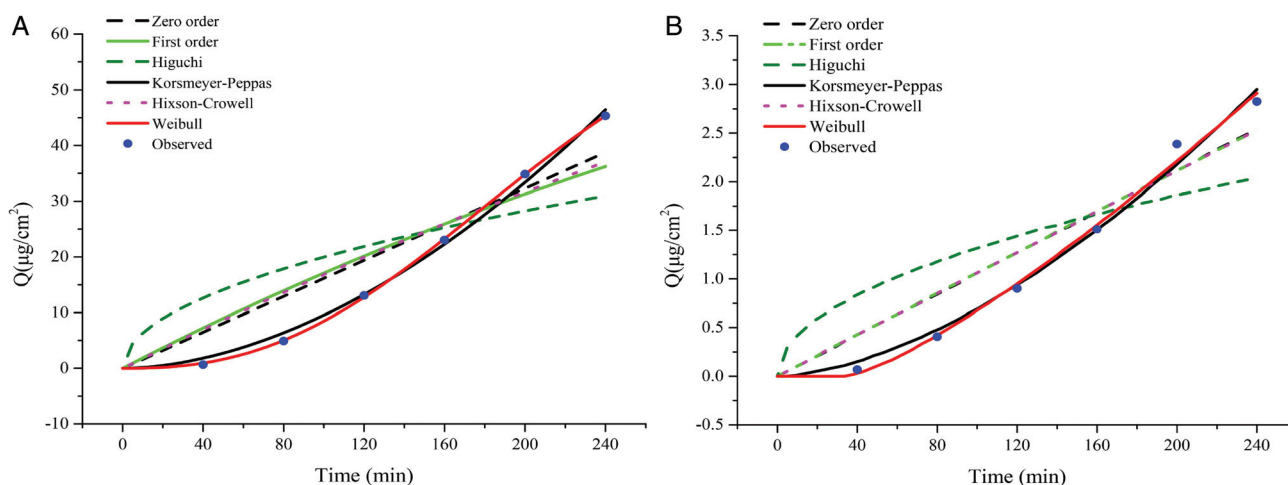 A
Zero order
First order
Higuchi
Korsmeyer-Peppas
Hixson-Crowell
Weibull
Observed
60
50
40
30
20
10
0
-10
Q(μg/cm²)
0 40 80 120 160 200 240
Time (min)
B
Zero order
First order
Higuchi
Korsmeyer-Peppas
Hixson-Crowell
Weibull
Observed
3.5
3.0
2.5
2.0
1.5
1.0
0.5
0.0
-0.5
Q(μg/cm²)
0 40 80 120 160 200 240
Time (min)